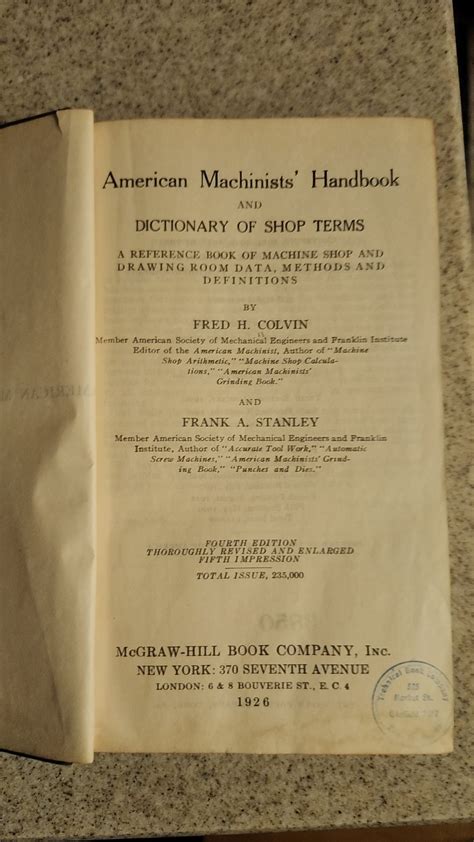 American Machinists' Handbook
AND
DICTIONARY OF SHOP TERMS
A REFERENCE BOOK OF MACHINE SHOP AND
DRAWING ROOM DATA, METHODS AND
DEFINITIONS
BY
FRED H. COLVIN
Member American Society of Mechanical Engineers and Franklin Institute
Editor of the American Machinist, Author of "Machine
Shop Arithmetic," "Machine Shop Calcula-
tions," "American Machinists'
Grinding Book."
AND
FRANK A. STANLEY
Member American Society of Mechanical Engineers and Franklin
Institute, Author of "Accurate Tool Work," "Automatic
Screw Machines," "American Machinists' Grind-
ing Book," "Punches and Dies."
FOURTH EDITION
THOROUGHLY REVISED AND ENLARGED
FIFTH IMPRESSION
TOTAL ISSUE, 235,000
McGRAW-HILL BOOK COMPANY, Inc.
NEW YORK: 370 SEVENTH AVENUE
LONDON: 6 & 8 BOUVERIE ST., E. C. 4
1926
Technical Book Company